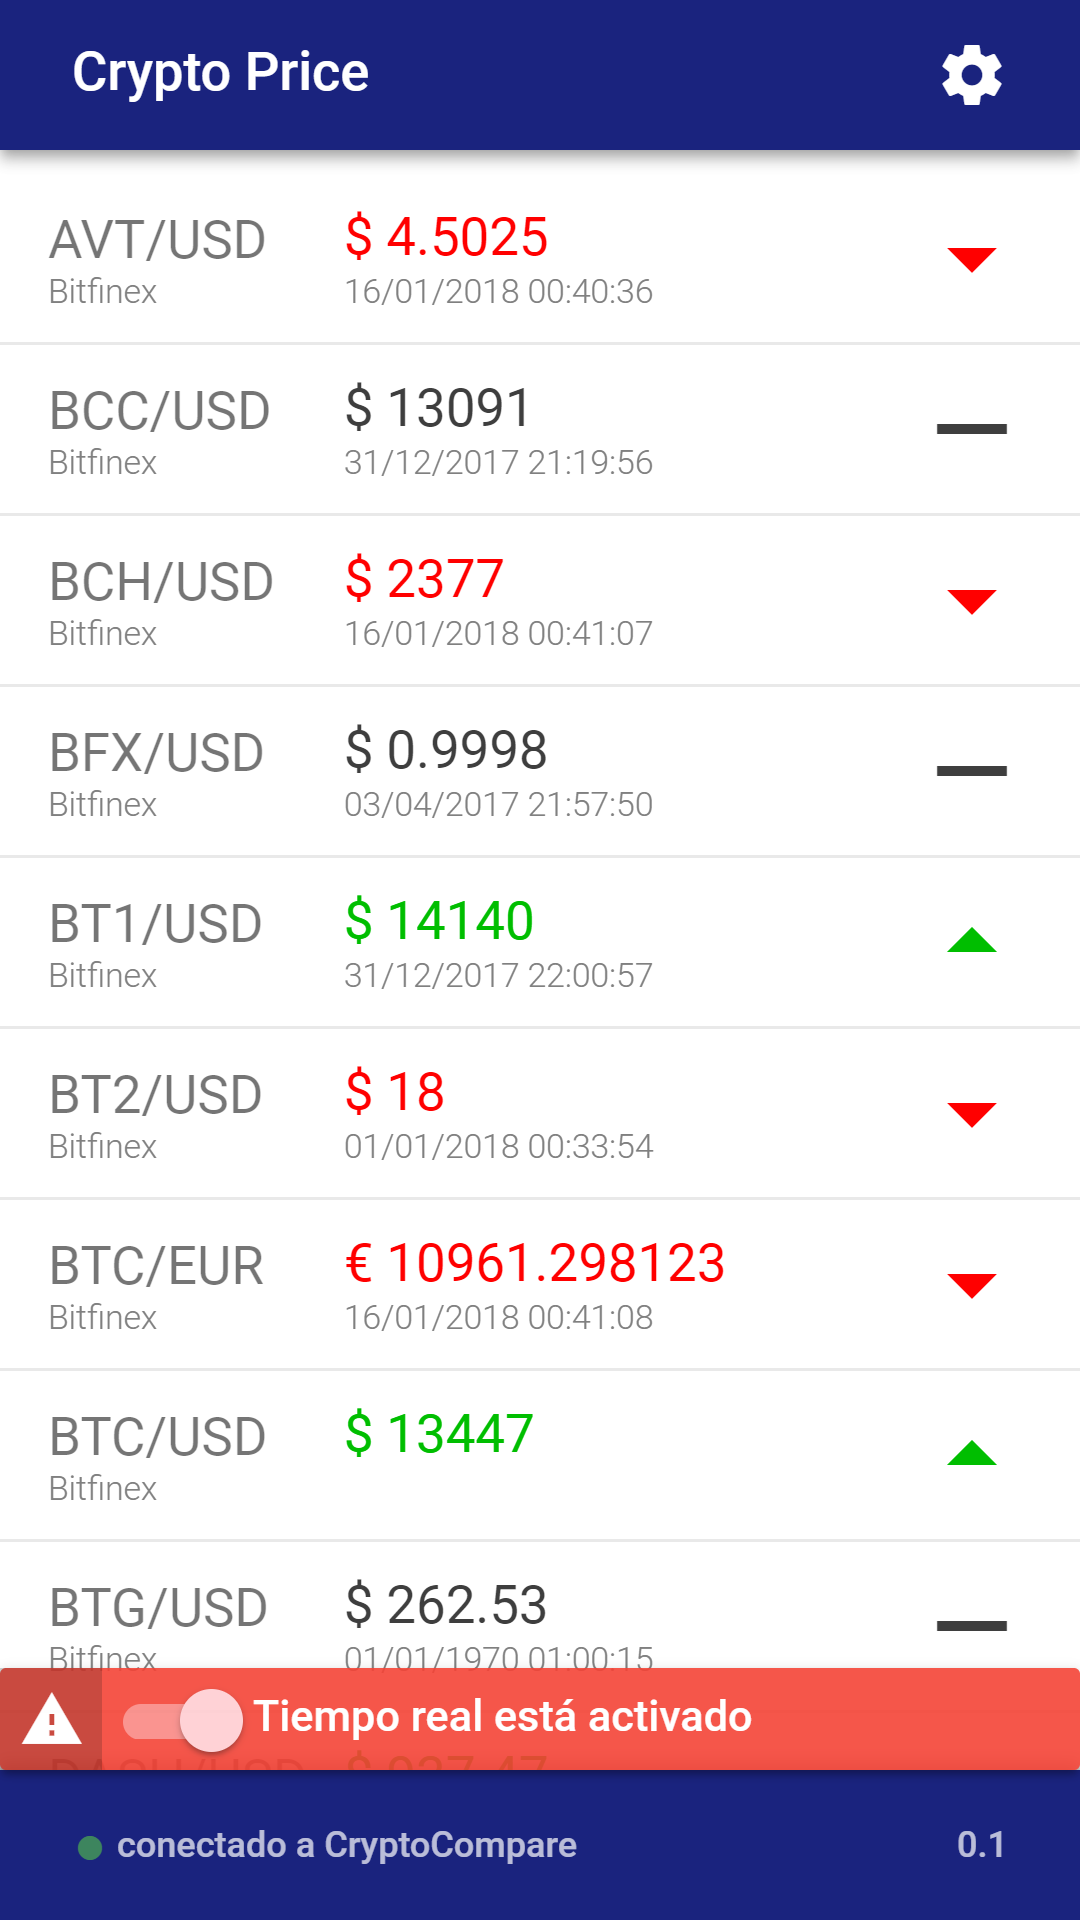 Crypto Price
AVT/USD
$ 4.5025
Bitfinex
16/01/2018 00:40:36
BCC/USD
$ 13091
Bitfinex
31/12/2017 21:19:56
BCH/USD
$ 2377
Bitfinex
16/01/2018 00:41:07
BFX/USD
$ 0.9998
Bitfinex
03/04/2017 21:57:50
BT1/USD
$ 14140
Bitfinex
31/12/2017 22:00:57
BT2/USD
$ 18
Bitfinex
01/01/2018 00:33:54
BTC/EUR
€ 10961.298123
Bitfinex
16/01/2018 00:41:08
BTC/USD
$ 13447
Bitfinex
BTG/USD
$ 262.53
Bitfinex
01/01/1970 01:00:15
Tiempo real está activado
conectado a CryptoCompare
0.1